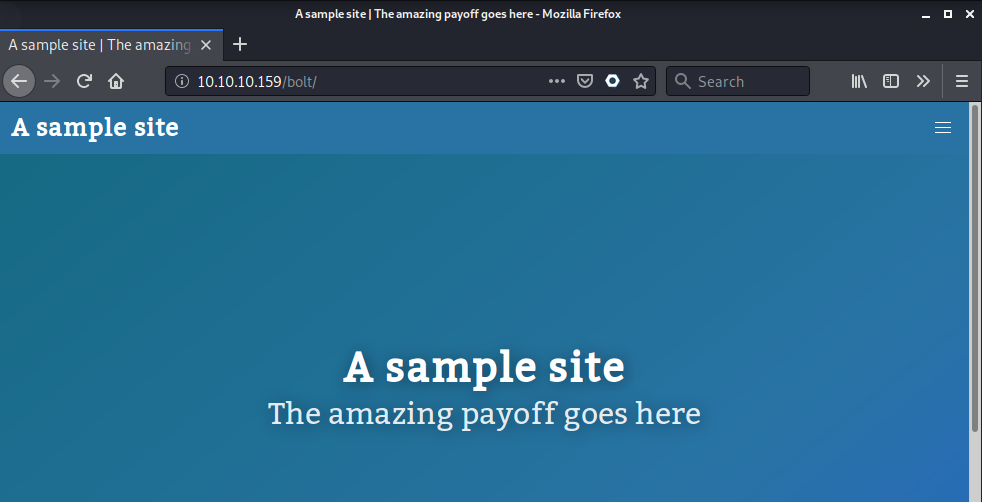 A sample site | The amazing payoff goes here - Mozilla Firefox
A sample site | The amazing
10.10.10.159/bolt/ Search
A sample site
A sample site
The amazing payoff goes here